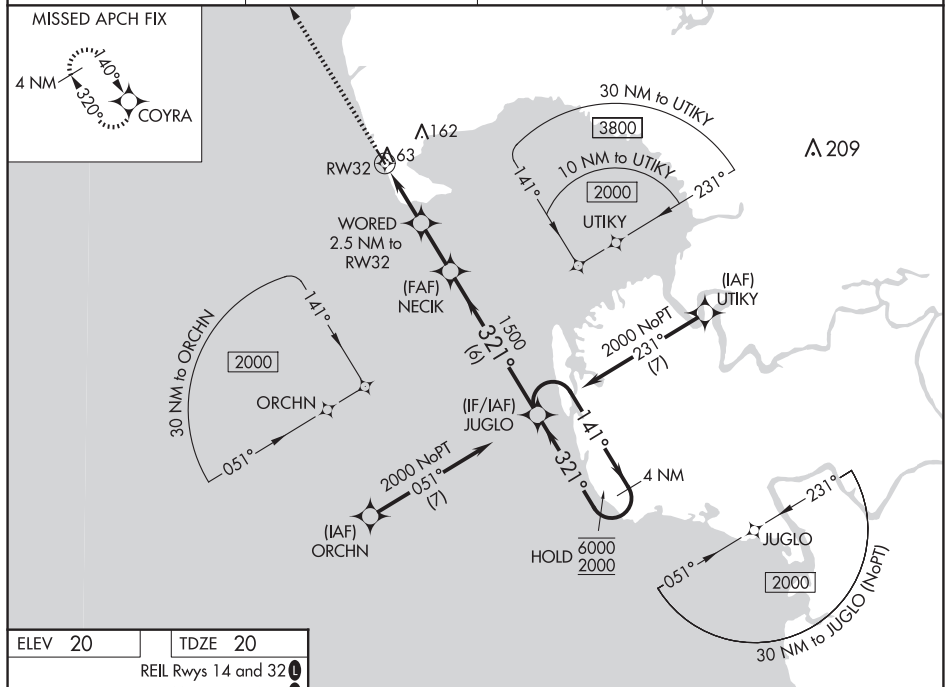 MISSED APCH FIX
4 NM
140°
320°
COYRA
162
63
RW32
30 NM to UTIKY
3800
10 NM to UTIKY
2000
141°
231°
UTIKY
209
WORED
2.5 NM to
RW32
(FAF)
NECIK
(IAF)
UTIKY
2000 NoPT
231°
(7)
1500
321°
(6)
30 NM to ORCHN
141°
2000
ORCHN
051°
(IF/IAF)
JUGLO
141°
321°
4 NM
2000 NoPT
051°
(7)
(IAF)
ORCHN
HOLD
6000
2000
231°
JUGLO
051°
2000
30 NM to JUGLO (NoPT)
ELEV 20
TDZE 20
REIL Rwys 14 and 32 L